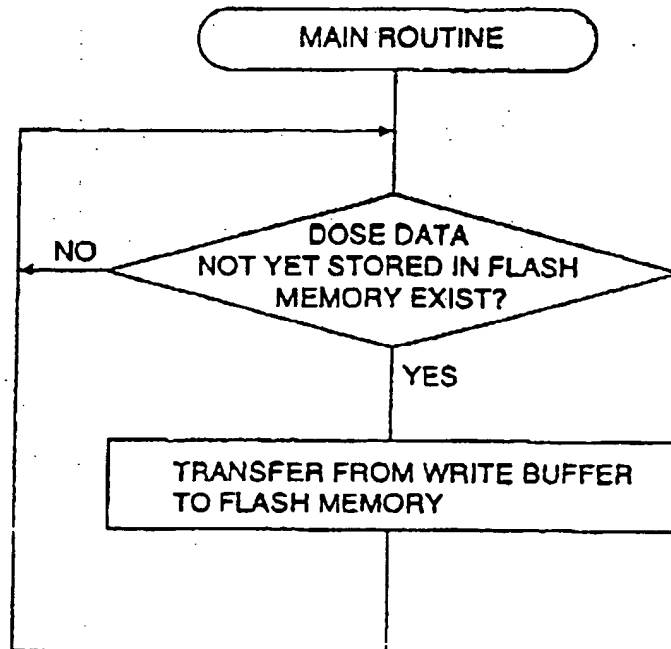 MAIN ROUTINE
DOSE DATA
NO
NOT YET STORED IN FLASH
MEMORY EXIST?
YES
TRANSFER FROM WRITE BUFFER
TO FLASH MEMORY